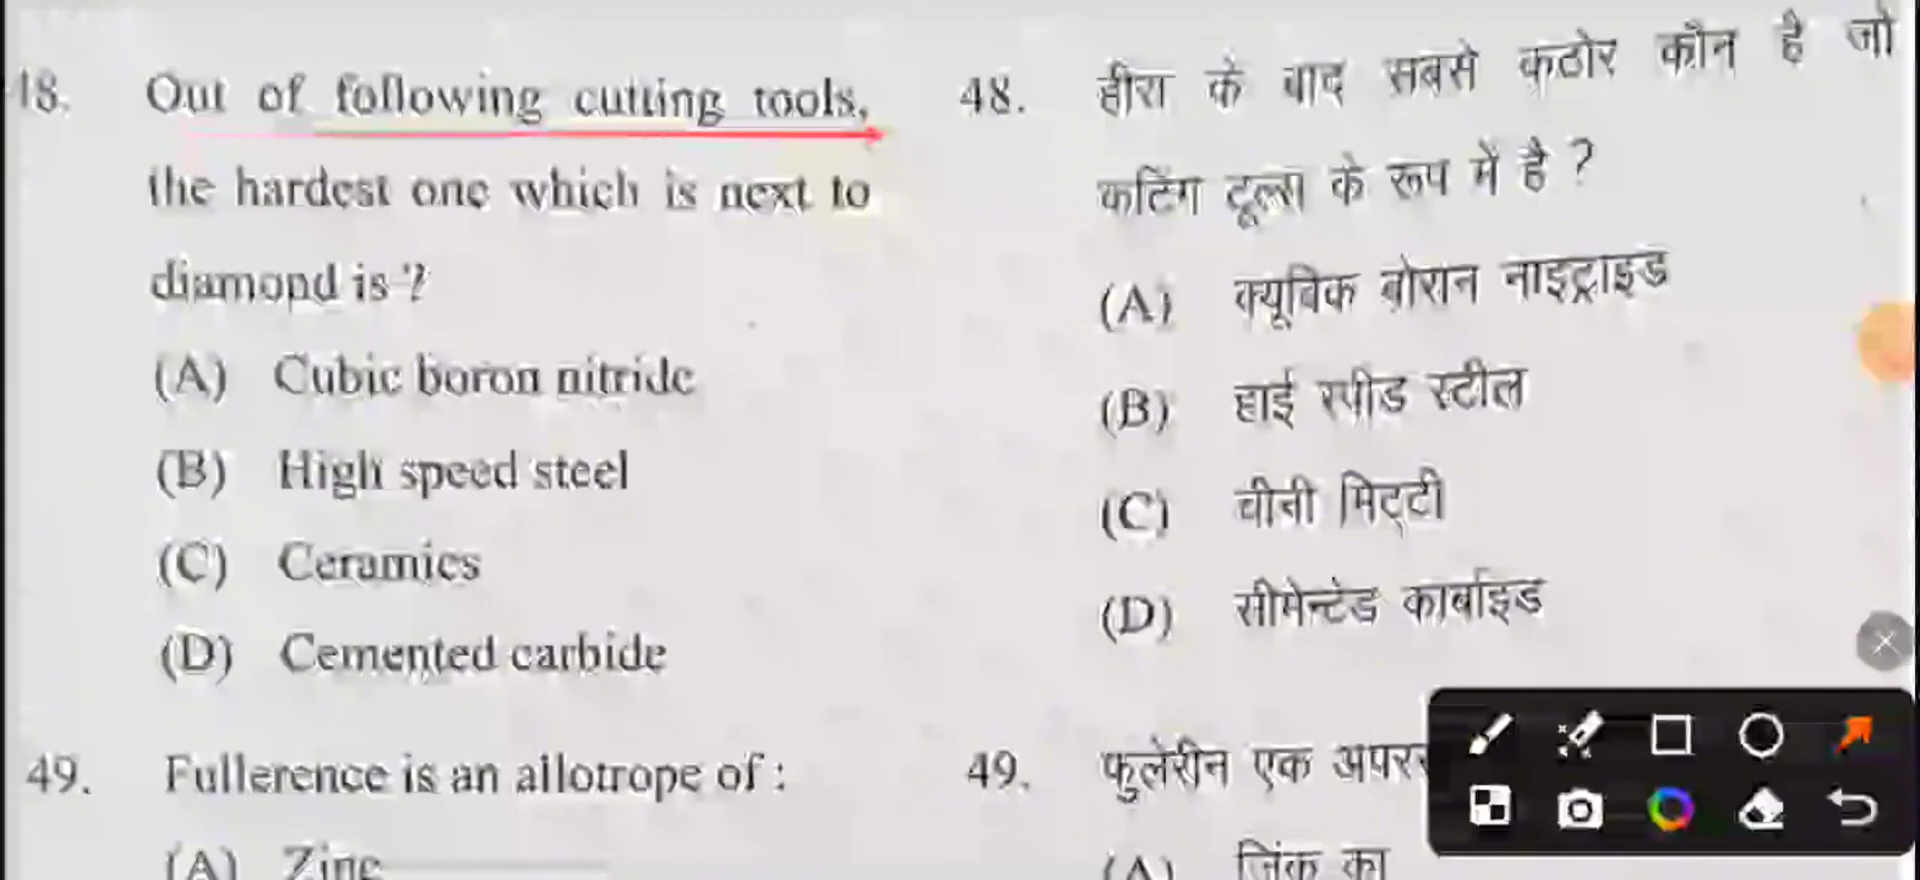 48. Out of following cutting tools,
the hardest one which is next to
diamond is ?
(A) Cubic boron nitride
(B) High speed steel
(C) Ceramics
(D) Cemented carbide
49. Fullerence is an allotrope of :
(A) Zinc
48. हीरा के बाद सबसे कठोर कौन है जो
कटिंग टूल्स के रूप में है ?
(A) क्यूबिक बोरान नाइट्राइड
(B) हाई स्पीड स्टील
(C) चीनी मिट्टी
(D) सीमेन्टेड कार्बाइड
49. फुलेरीन एक
(A) जिंक का